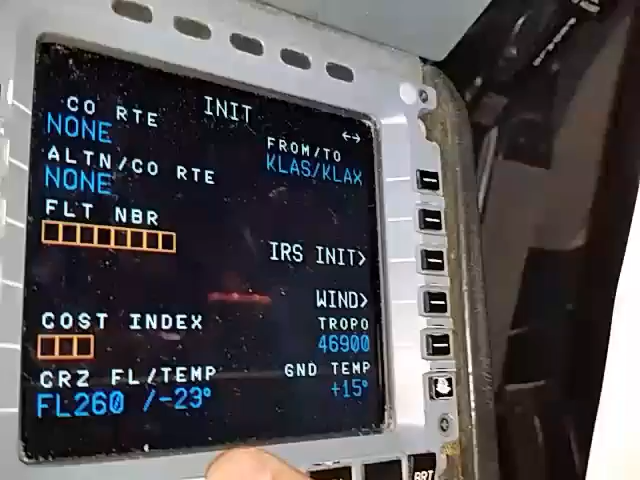 INIT
↔
CO RTE
NONE
FROM/TO
KLAS/KLAX
ALTN/CO RTE
NONE
FLT NBR
IRS INIT>
WIND>
COST INDEX
TROPO
46900
CRZ FL/TEMP
GND TEMP
FL260 /-23°
+15°
BRT